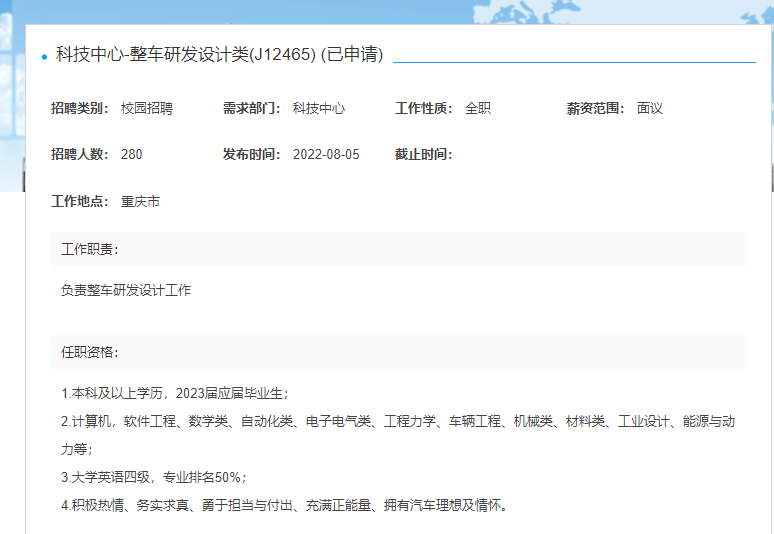 科技中心-整车研发设计类(J12465) (已申请)
招聘类别： 校园招聘 需求部门： 科技中心 工作性质： 全职 薪资范围： 面议
招聘人数： 280 发布时间： 2022-08-05 截止时间：
工作地点： 重庆市
工作职责：
负责整车研发设计工作
任职资格：
1.本科及以上学历，2023届应届毕业生；
2.计算机，软件工程、数学类、自动化类、电子电气类、工程力学、车辆工程、机械类、材料类、工业设计、能源与动
力等；
3.大学英语四级，专业排名50%；
4.积极热情、务实求真、勇于担当与付出、充满正能量、拥有汽车理想及情怀。